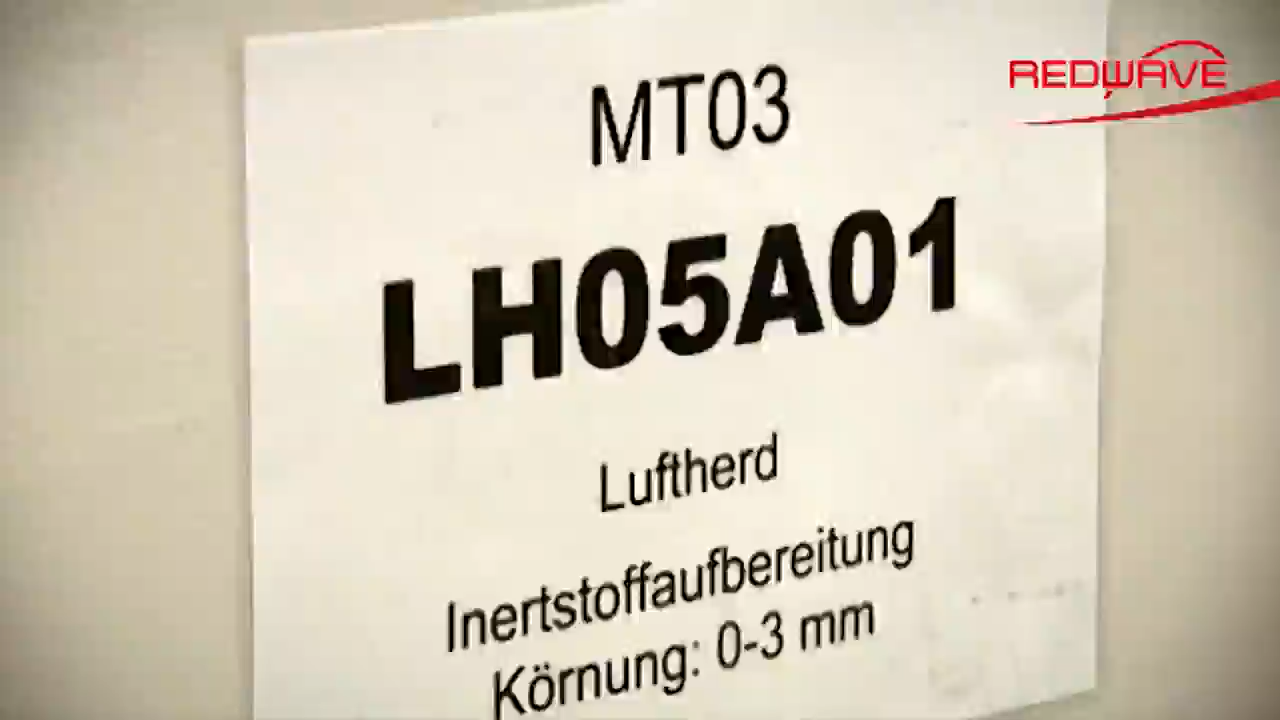 REDWAVE
MT03
LH05A01
Luftherd
Inertstoffaufbereitung
Körnung: 0-3 mm